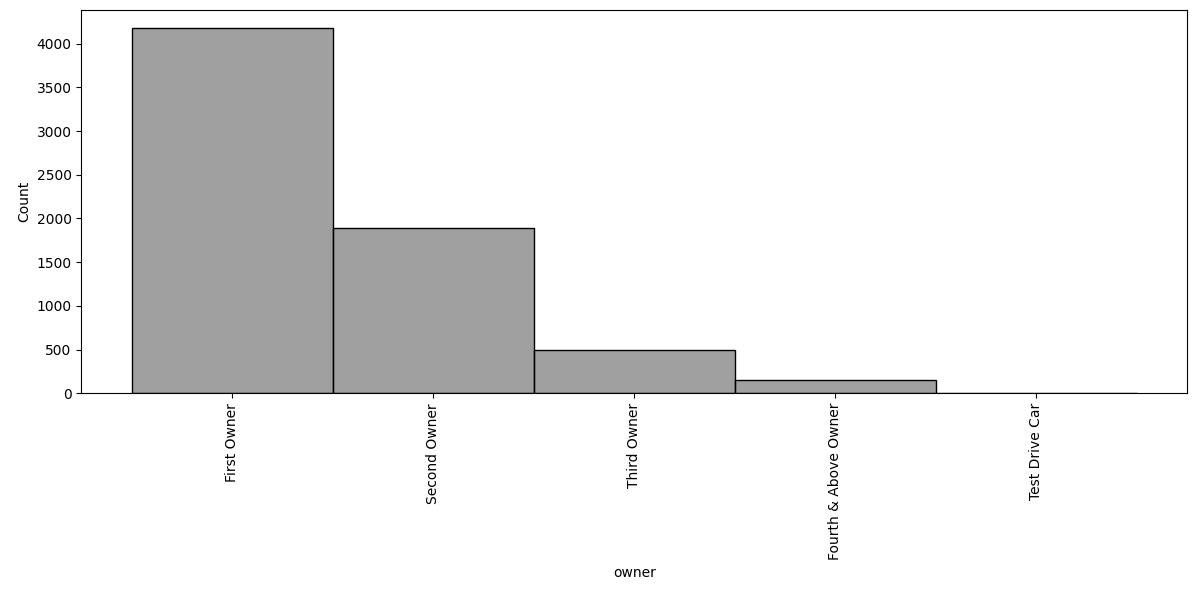 4000
3500
3000
2500
2000
1500
1000
500
0
Count
First Owner
Second Owner
Third Owner
Fourth & Above Owner
Test Drive Car
owner